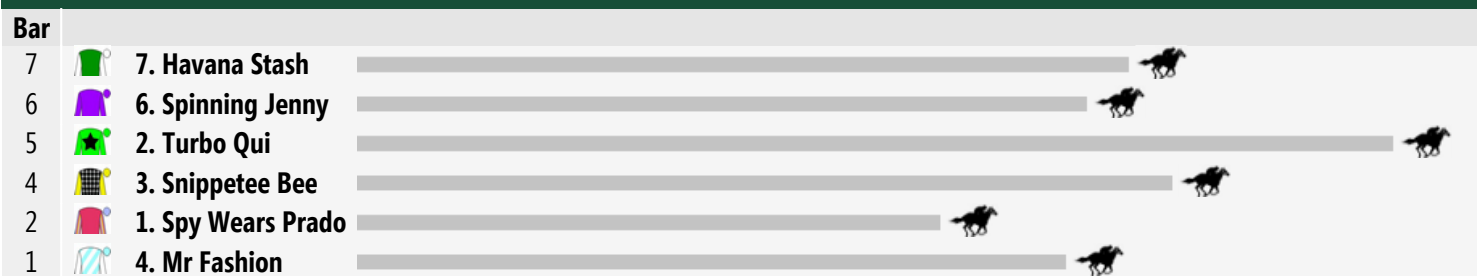 Bar
7 7. Havana Stash
6 6. Spinning Jenny
5 2. Turbo Qui
4 3. Snippetee Bee
2 1. Spy Wears Prado
1 4. Mr Fashion